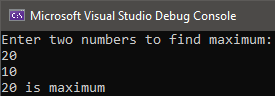 Microsoft Visual Studio Debug Console
Enter two numbers to find maximum:
20
10
20 is maximum